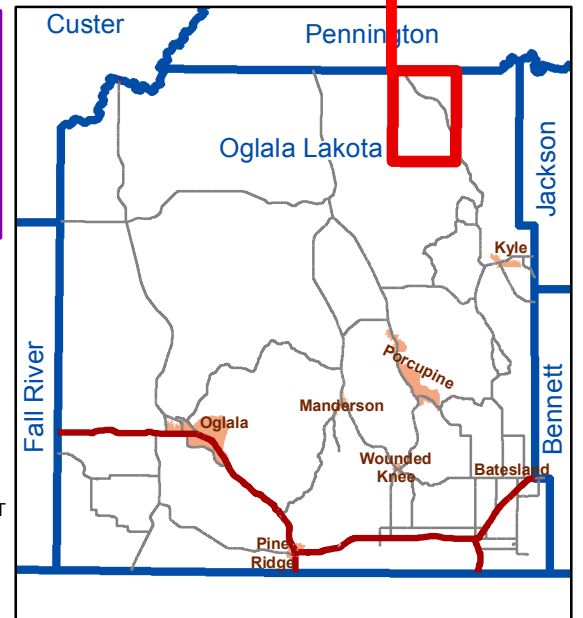 Custer
Pennington
Oglala Lakota
Jackson
Kyle
Fall River
Porcupine
Bennett
Manderson
Oglala
Wounded
Knee
Batesland
T
Pine
Ridge